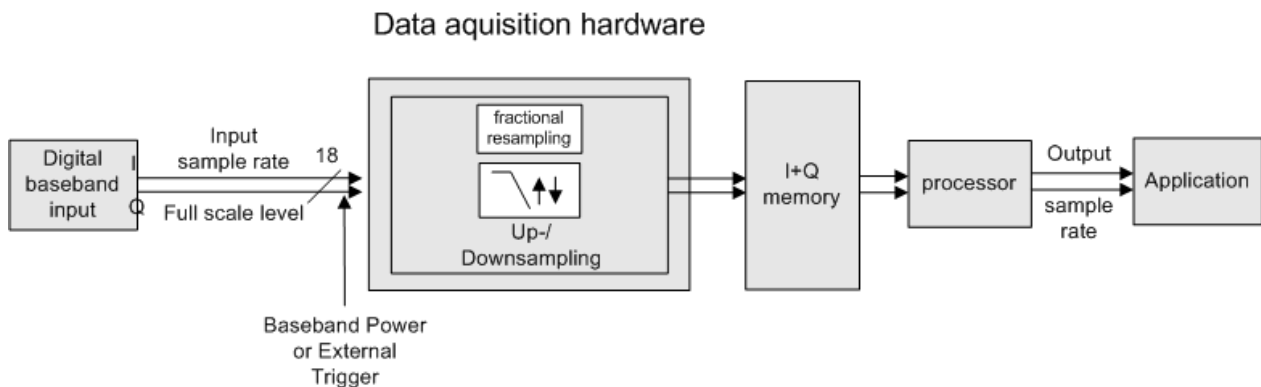 Data aquisition hardware
Digital
baseband
input
I
Q
Input
sample rate
18
Full scale level
Baseband Power
or External
Trigger
fractional
resampling
Up-/
Downsampling
I+Q
memory
processor
Output
sample
rate
Application